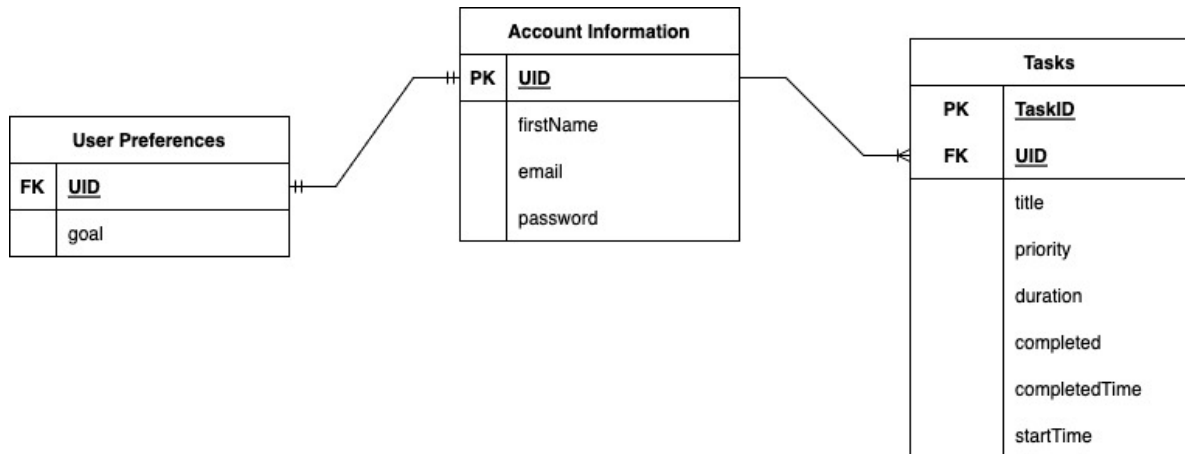 User Preferences
FK UID
goal
Account Information
PK UID
firstName
email
password
Tasks
PK TaskID
FK UID
title
priority
duration
completed
completedTime
startTime